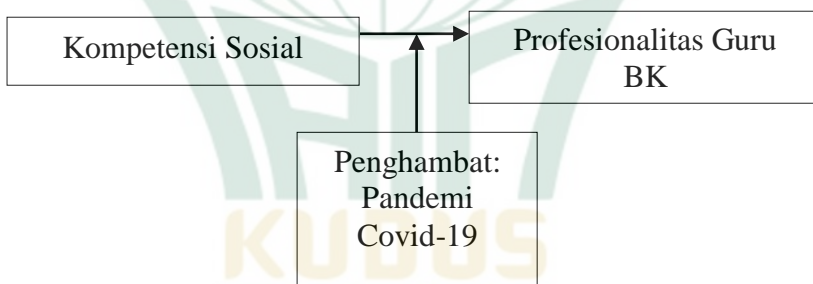 Kompetensi Sosial
Profesionalitas Guru
BK
Penghambat:
Pandemi
Covid-19
KUDUS